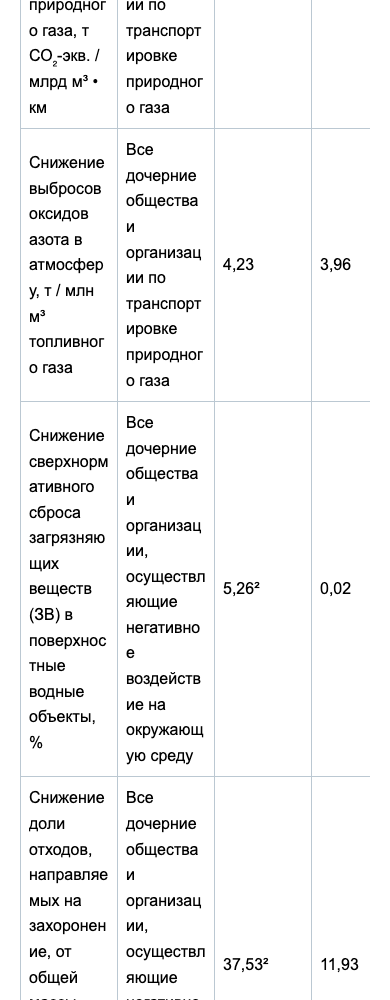 природног
о газа, т
CO₂-экв. /
млрд м³ •
км
ии по
транспорт
ировке
природног
о газа
Снижение
выбросов
оксидов
азота в
атмосфер
у, т / млн
м³
топливног
о газа
Все
дочерние
общества
и
организац
ии по
транспорт
ировке
природног
о газа
4,23
3,96
Снижение
сверхнорм
ативного
сброса
загрязняю
щих
веществ
(ЗВ) в
поверхнос
тные
водные
объекты,
%
Все
дочерние
общества
и
организац
ии,
осуществл
яющие
негативно
е
воздейств
ие на
окружающ
ую среду
5,26²
0,02
Снижение
доли
отходов,
направляе
мых на
захоронен
ие, от
общей
Все
дочерние
общества
и
организац
ии,
осуществл
яющие
37,53²
11,93